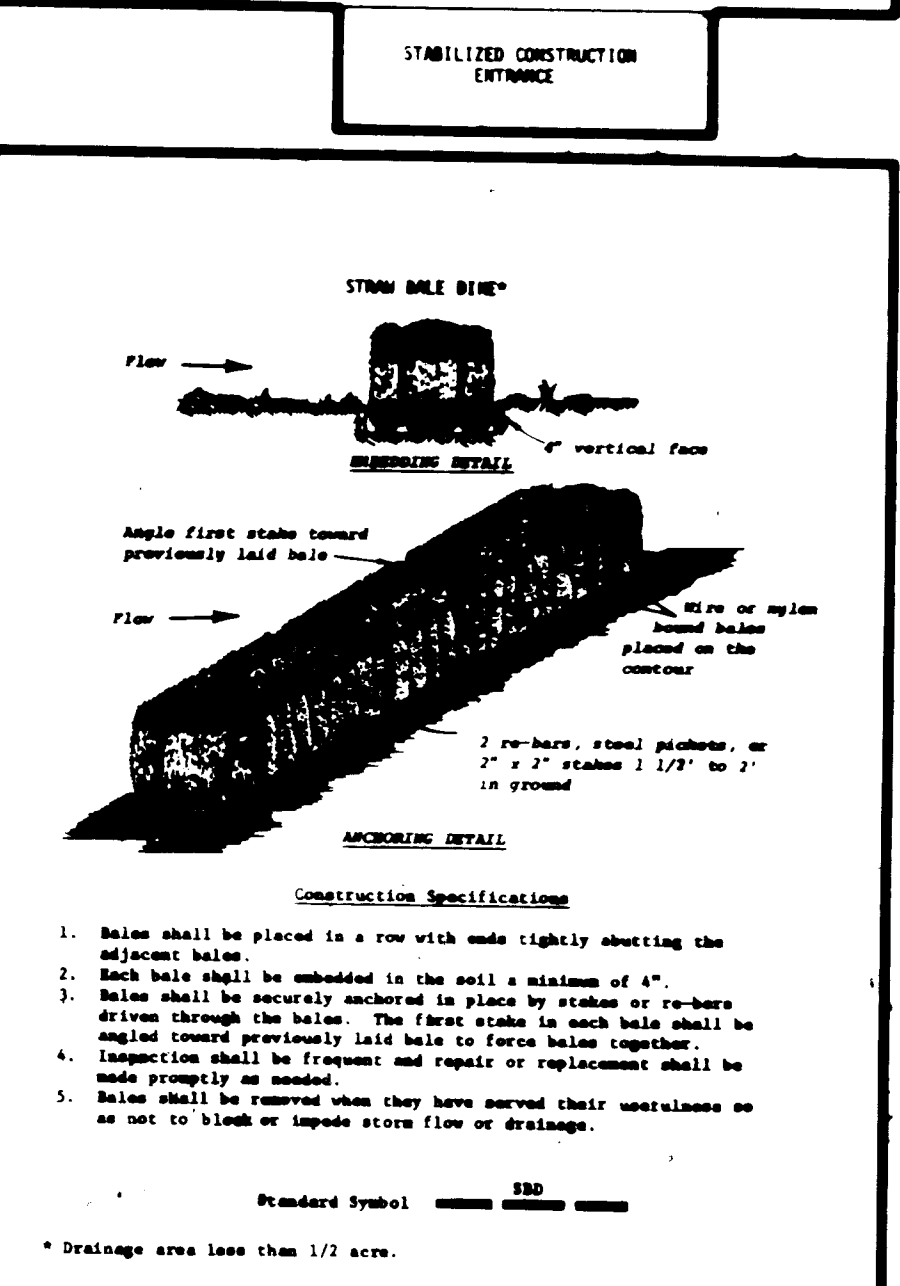 STABILIZED CONSTRUCTION
ENTRANCE
STRAW BALE DIKE*
Flow
4" vertical face
EMBEDDING DETAIL
Angle first stake toward
previously laid bale
Flow
Wire or nylon
bound bales
placed on the
contour
2 re-bars, steel pickets, or
2" x 2" stakes 1 1/2' to 2'
in ground
ANCHORING DETAIL
Construction Specifications
1. Bales shall be placed in a row with ends tightly abutting the
adjacent bales.
2. Each bale shall be embedded in the soil a minimum of 4".
3. Bales shall be securely anchored in place by stakes or re-bars
driven through the bales. The first stake in each bale shall be
angled toward previously laid bale to force bales together.
4. Inspection shall be frequent and repair or replacement shall be
made promptly as needed.
5. Bales shall be removed when they have served their usefulness so
as not to block or impede storm flow or drainage.
SBD
Standard Symbol
* Drainage area less than 1/2 acre.